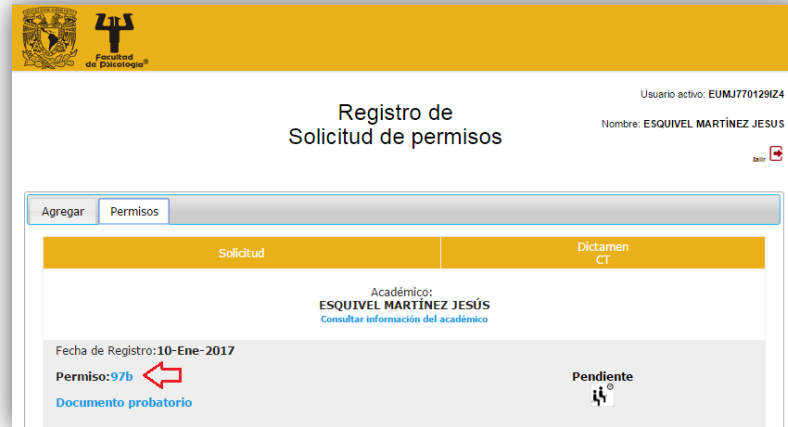 Facultad
de Psicología®
Usuario activo: EUMJ770129IZ4
Registro de
Solicitud de permisos
Nombre: ESQUIVEL MARTÍNEZ JESUS
Salir
Agregar Permisos
Solicitud
Dictamen
CT
Académico:
ESQUIVEL MARTÍNEZ JESÚS
Consultar información del académico
Fecha de Registro:10-Ene-2017
Permiso:97b
Pendiente
Documento probatorio